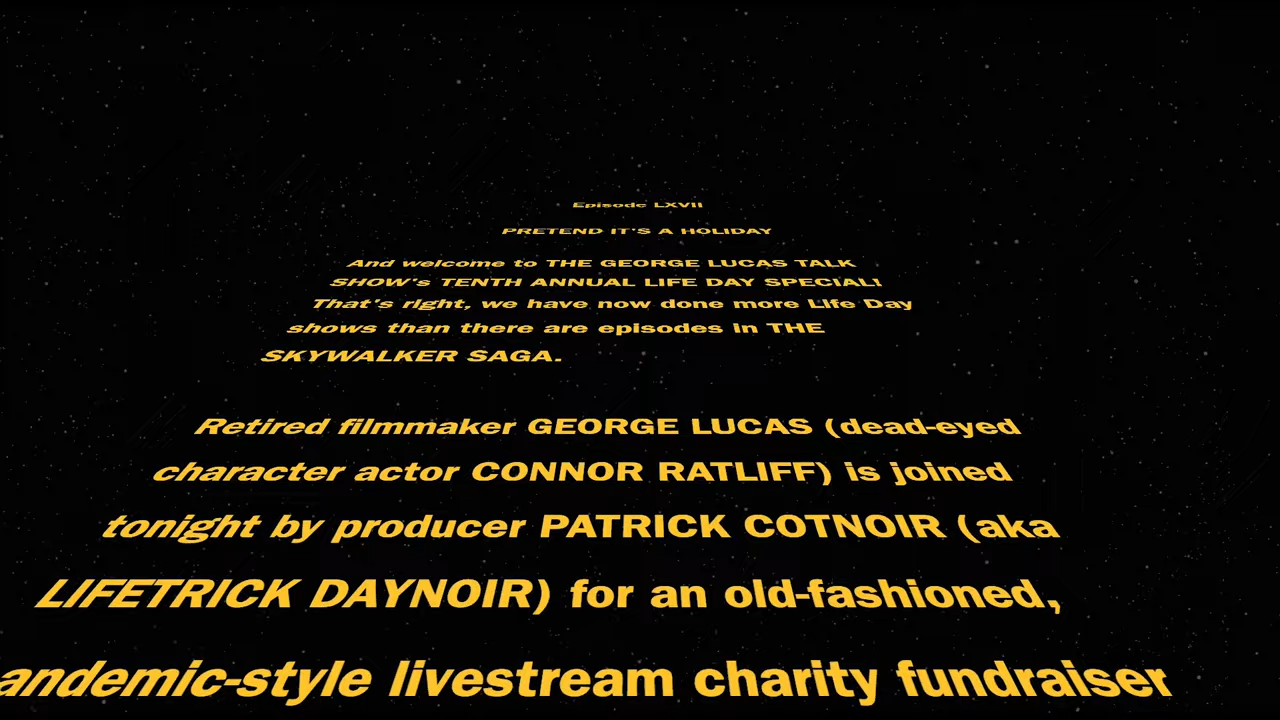 Episode LXVII
PRETEND IT'S A HOLIDAY
And welcome to THE GEORGE LUCAS TALK
SHOW's TENTH ANNUAL LIFE DAY SPECIAL!
That's right, we have now done more Life Day
shows than there are episodes in THE
SKYWALKER SAGA.
Retired filmmaker GEORGE LUCAS (dead-eyed
character actor CONNOR RATLIFF) is joined
tonight by producer PATRICK COTNOIR (aka
LIFETRICK DAYNOIR) for an old-fashioned,
andemic-style livestream charity fundraiser